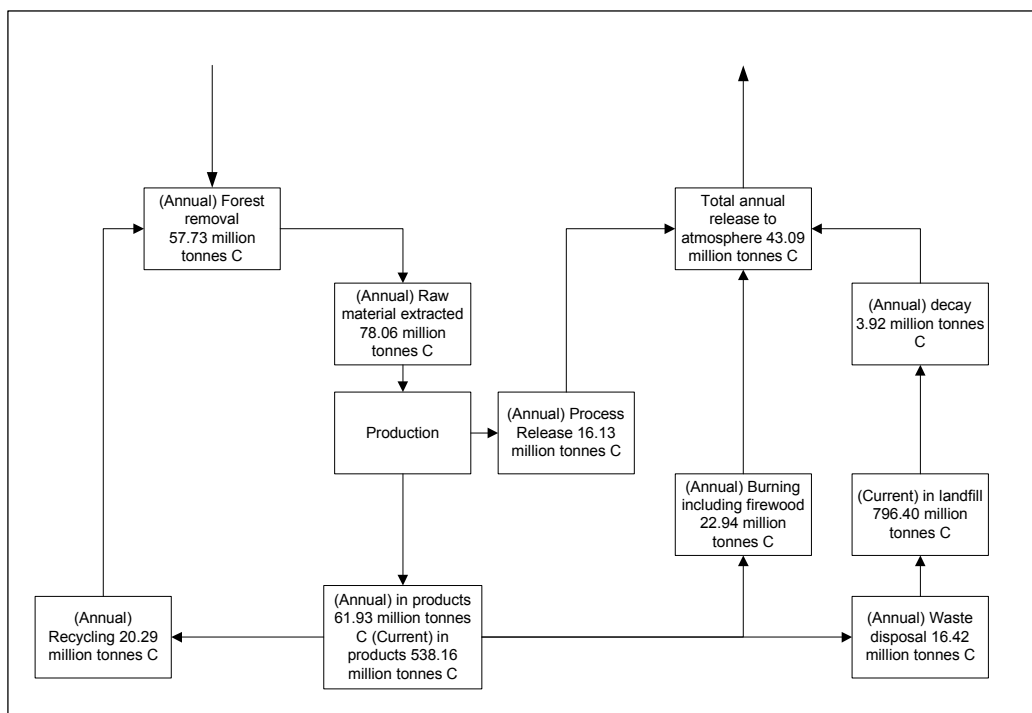 (Annual) Forest
removal
57.73 million
tonnes C
Total annual
release to
atmosphere 43.09
million tonnes C
(Annual) Raw
material extracted
78.06 million
tonnes C
(Annual) decay
3.92 million tonnes
C
Production
(Annual) Process
Release 16.13
million tonnes C
(Annual) Burning
including firewood
22.94 million
tonnes C
(Current) in landfill
796.40 million
tonnes C
(Annual)
Recycling 20.29
million tonnes C
(Annual) in products
61.93 million tonnes
C (Current) in
products 538.16
million tonnes C
(Annual) Waste
disposal 16.42
million tonnes C